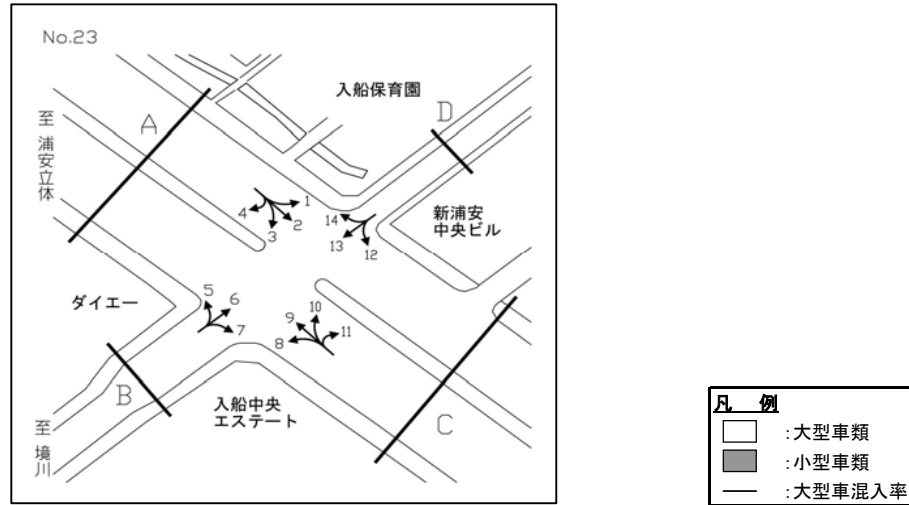 No.23
入船保育園
D
A
至 浦安立体
1
4
2
3
14
13
12
新浦安
中央ビル
ダイエー
5
6
7
10
9
11
8
B
入船中央
エステート
C
至 境川
凡 例
:大型車類
:小型車類
:大型車混入率